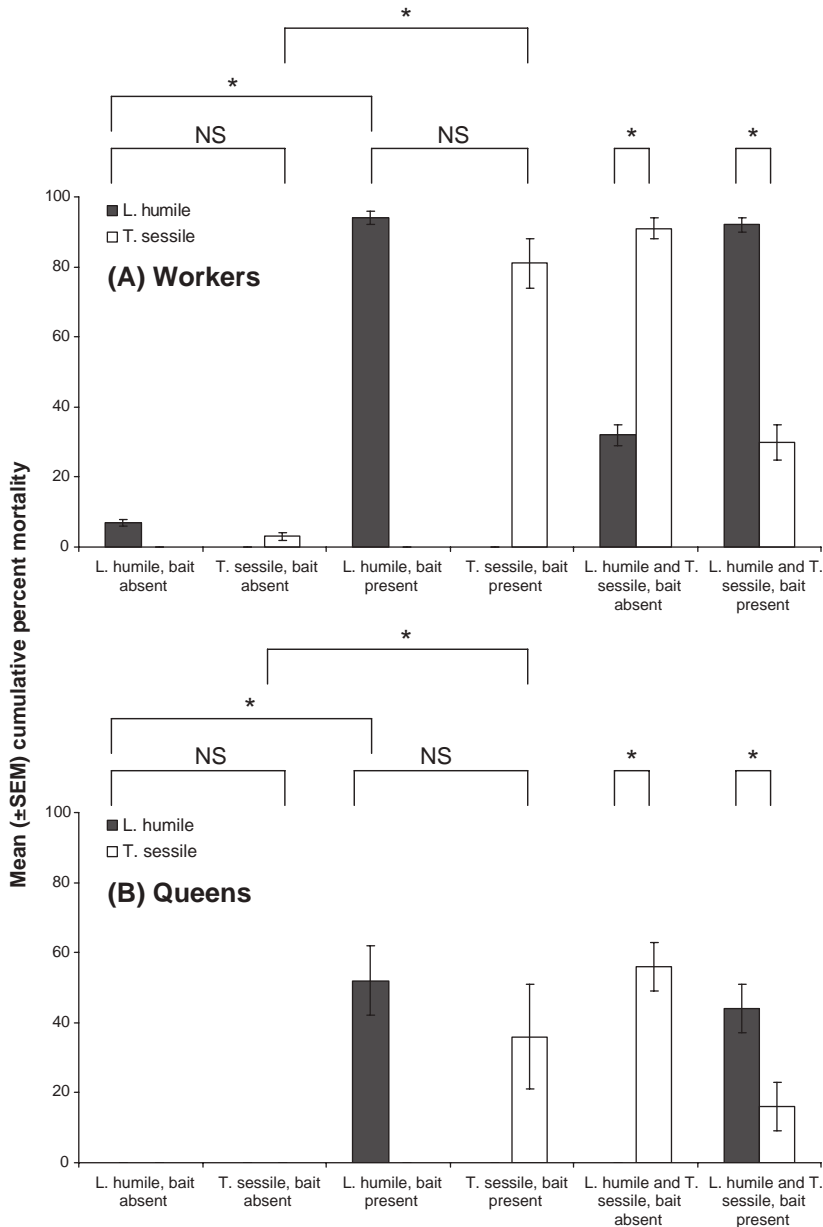 *
*
NS
NS
*
*
100
80
60
40
20
0
L. humile
T. sessile
(A) Workers
L. humile, bait absent
T. sessile, bait absent
L. humile, bait present
T. sessile, bait present
L. humile and T. sessile, bait absent
L. humile and T. sessile, bait present
Mean (±SEM) cumulative percent mortality
*
*
NS
NS
*
*
100
80
60
40
20
0
L. humile
T. sessile
(B) Queens
L. humile, bait absent
T. sessile, bait absent
L. humile, bait present
T. sessile, bait present
L. humile and T. sessile, bait absent
L. humile and T. sessile, bait present